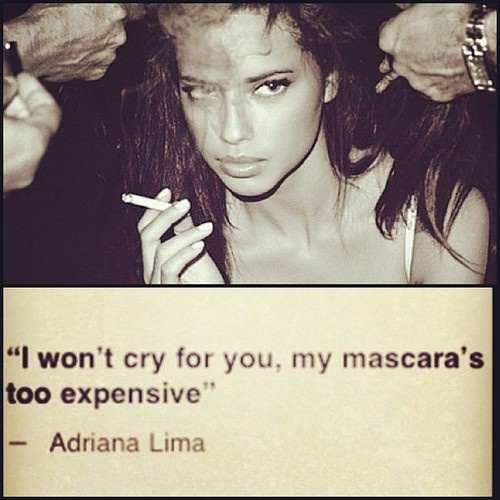 “I won’t cry for you, my mascara’s
too expensive”
– Adriana Lima